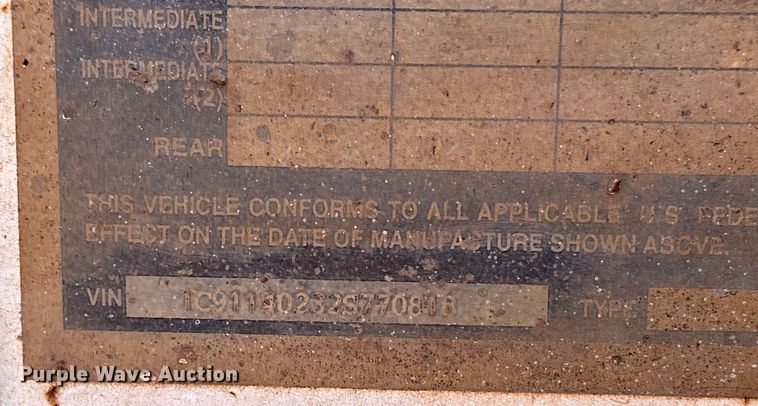 INTERMEDIATE
(1)
INTERMEDIATE
(2)
REAR
THIS VEHICLE CONFORMS TO ALL APPLICABLE U.S. FEDE
EFFECT ON THE DATE OF MANUFACTURE SHOWN ABOVE.
VIN
TYPE
Purple Wave Auction